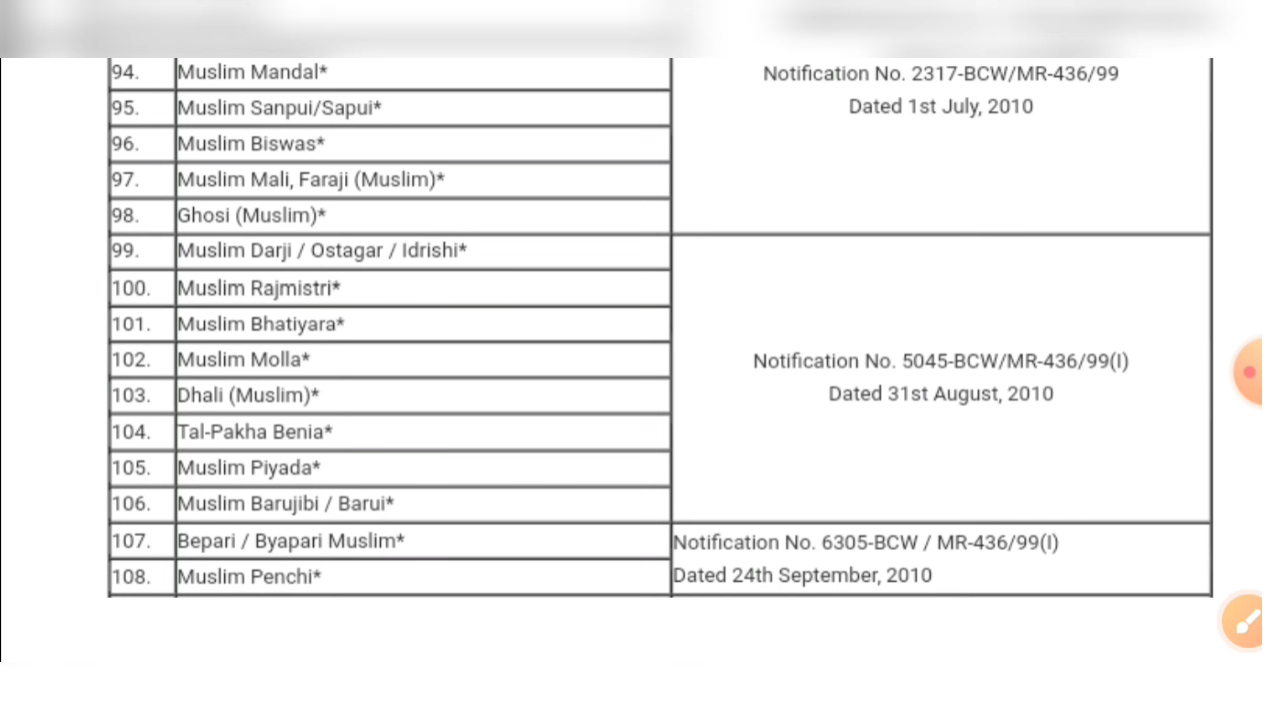 94. Muslim Mandal*
Notification No. 2317-BCW/MR-436/99
Dated 1st July, 2010
95. Muslim Sanpui/Sapui*
96. Muslim Biswas*
97. Muslim Mali, Faraji (Muslim)*
98. Ghosi (Muslim)*
99. Muslim Darji / Ostagar / Idrishi*
100. Muslim Rajmistri*
101. Muslim Bhatiyara*
102. Muslim Molla*
103. Dhali (Muslim)*
104. Tal-Pakha Benia*
105. Muslim Piyada*
106. Muslim Barujibi / Barui*
Notification No. 5045-BCW/MR-436/99(I)
Dated 31st August, 2010
107. Bepari / Byapari Muslim*
108. Muslim Penchi*
Notification No. 6305-BCW / MR-436/99(I)
Dated 24th September, 2010